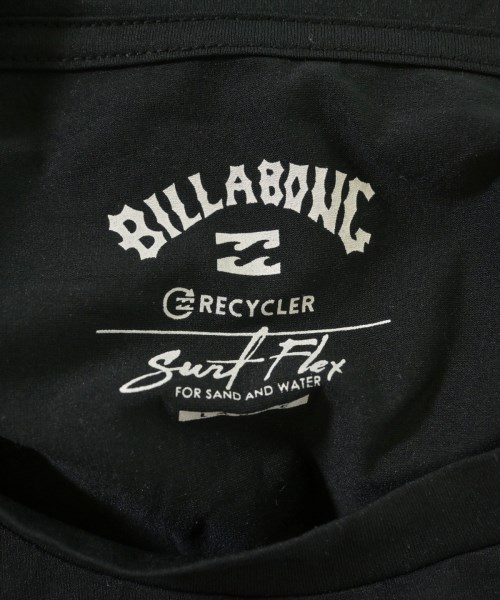 BILLABONG
RECYCLER
Surf Flex
FOR SAND AND WATER